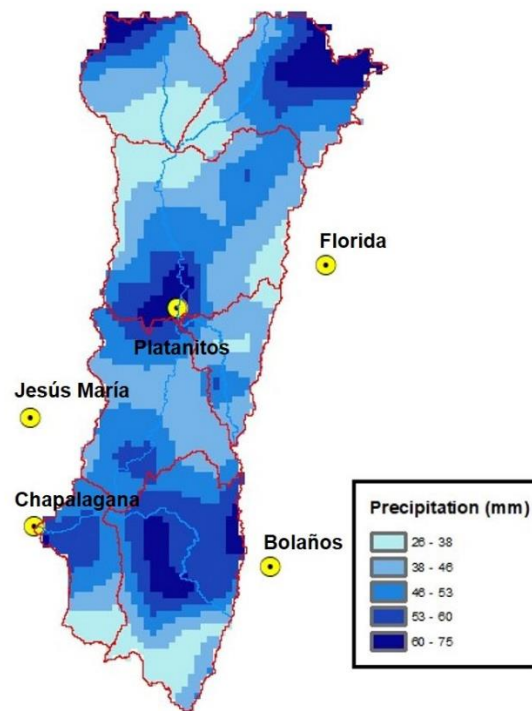 Florida
Platanitos
Jesús María
Chapalagana
Bolaños
Precipitation (mm)
26 - 38
38 - 46
46 - 53
53 - 60
60 - 75